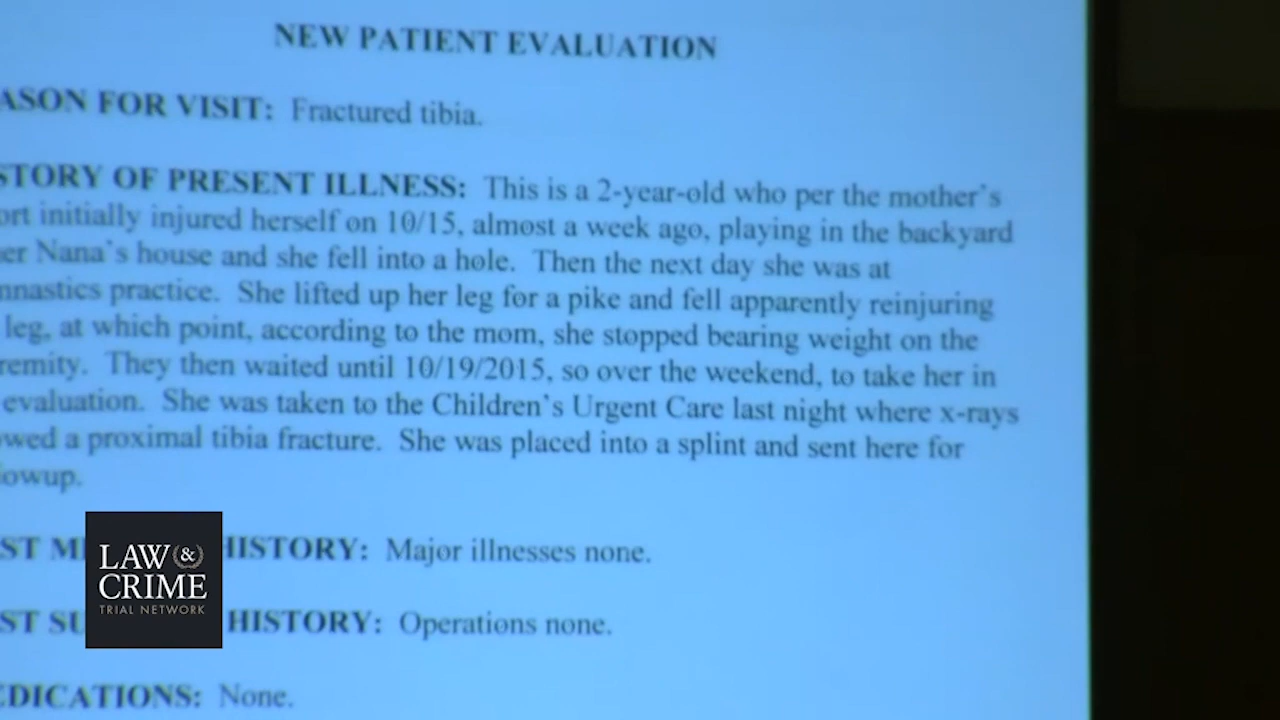 NEW PATIENT EVALUATION
ASON FOR VISIT: Fractured tibia.
STORY OF PRESENT ILLNESS: This is a 2-year-old who per the mother's
ort initially injured herself on 10/15, almost a week ago, playing in the backyard
er Nana's house and she fell into a hole. Then the next day she was at
nnastics practice. She lifted up her leg for a pike and fell apparently reinjuring
leg, at which point, according to the mom, she stopped bearing weight on the
remity. They then waited until 10/19/2015, so over the weekend, to take her in
evaluation. She was taken to the Children's Urgent Care last night where x-rays
wed a proximal tibia fracture. She was placed into a splint and sent here for
lowup.
ST M HISTORY: Major illnesses none.
ST SU HISTORY: Operations none.
EDICATIONS: None.
LAW &
CRIME
TRIAL NETWORK